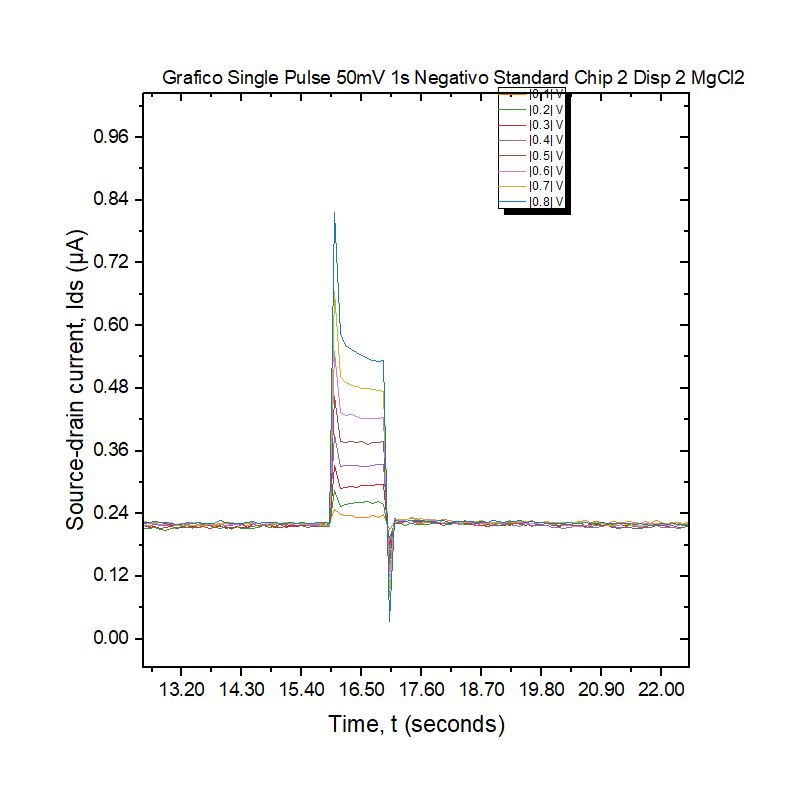 Grafico Single Pulse 50mV 1s Negativo Standard Chip 2 Disp 2 MgCl2
|0.1| V
|0.2| V
|0.3| V
|0.4| V
|0.5| V
|0.6| V
|0.7| V
|0.8| V
0.96
0.84
0.72
0.60
0.48
0.36
0.24
0.12
0.00
Source-drain current, Ids (µA)
13.20 14.30 15.40 16.50 17.60 18.70 19.80 20.90 22.00
Time, t (seconds)